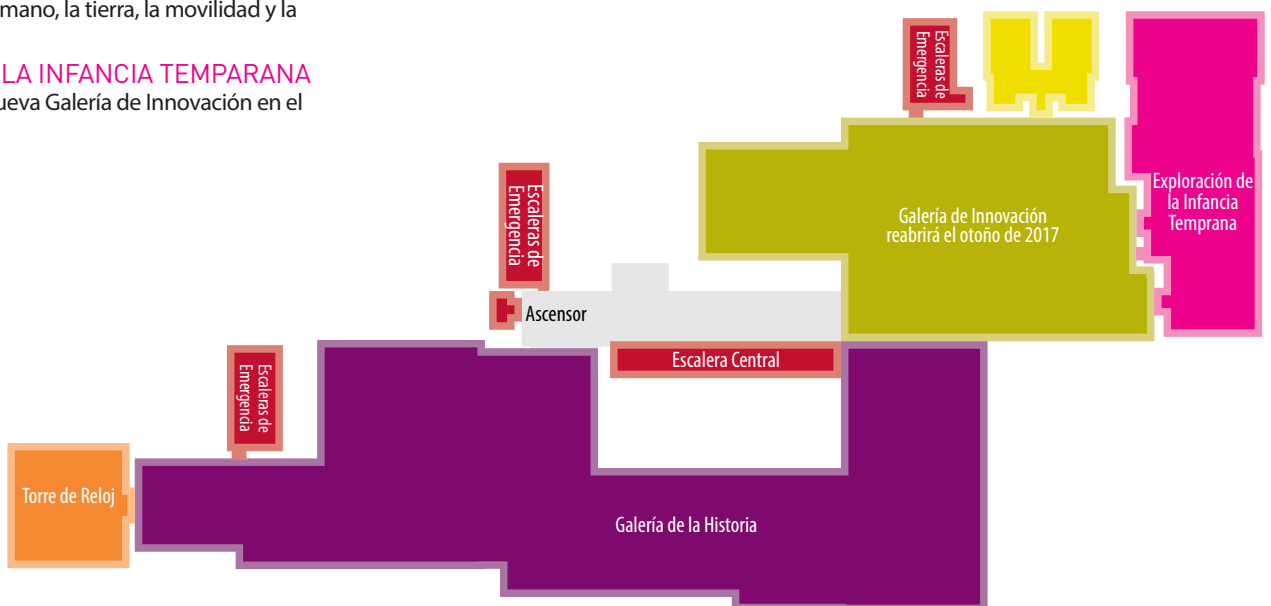 mano, la tierra, la movilidad y la
LA INFANCIA TEMPARANA
ueva Galería de Innovación en el
Escaleras de
Emergencia
Exploración de
la Infancia
Temprana
Galería de Innovación
reabrirá el otoño de 2017
Escaleras de
Emergencia
Ascensor
Escalera Central
Escaleras de
Emergencia
Torre de Reloj
Galería de la Historia